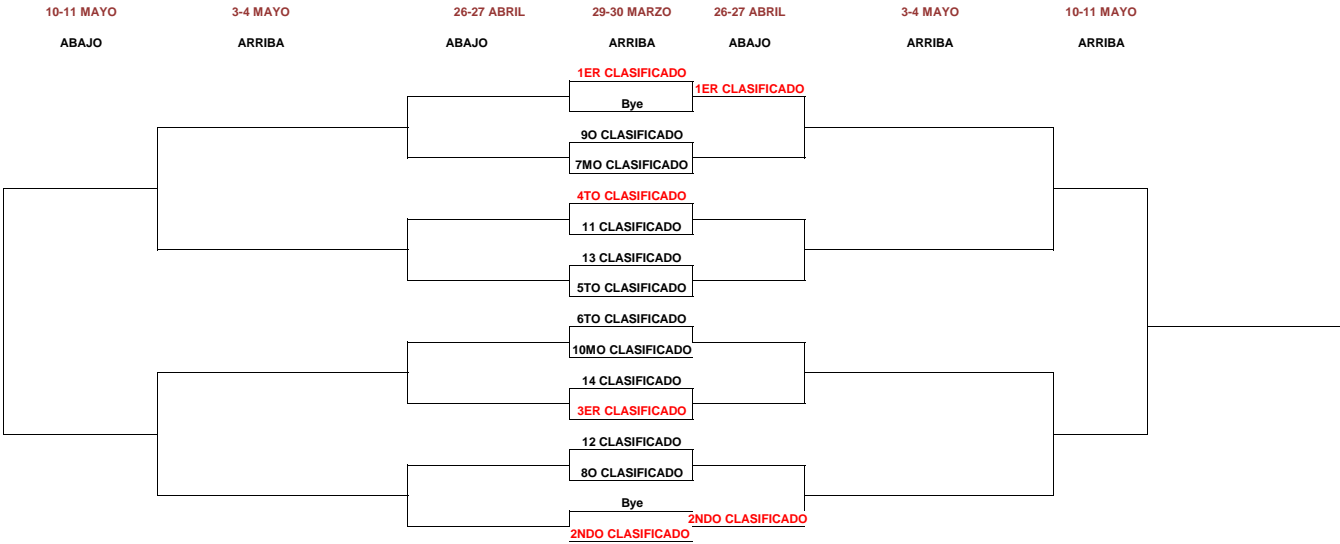 10-11 MAYO 3-4 MAYO 26-27 ABRIL 29-30 MARZO 26-27 ABRIL 3-4 MAYO 10-11 MAYO
ABAJO ARRIBA ABAJO ARRIBA ABAJO ARRIBA ARRIBA
1ER CLASIFICADO
1ER CLASIFICADO
Bye
9O CLASIFICADO
7MO CLASIFICADO
4TO CLASIFICADO
11 CLASIFICADO
13 CLASIFICADO
5TO CLASIFICADO
6TO CLASIFICADO
10MO CLASIFICADO
14 CLASIFICADO
3ER CLASIFICADO
12 CLASIFICADO
8O CLASIFICADO
Bye
2NDO CLASIFICADO
2NDO CLASIFICADO